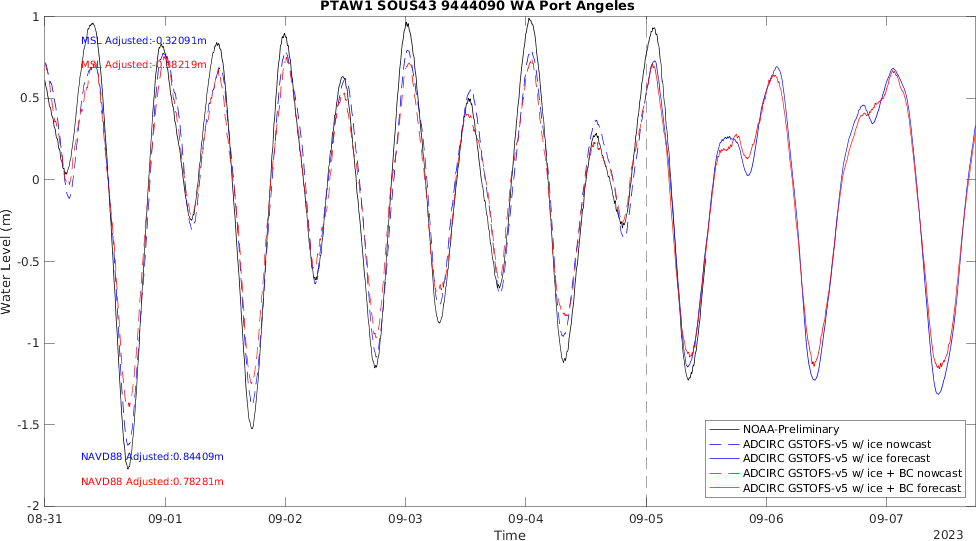 PTAW1 SOUS43 9444090 WA Port Angeles
1
0.5
0
-0.5
-1
-1.5
-2
Water Level (m)
MSL Adjusted:-0.32091m
MSL Adjusted:-0.38219m
NAVD88 Adjusted:0.84409m
NAVD88 Adjusted:0.78281m
NOAA-Preliminary
ADCIRC GSTOFS-v5 w/ ice nowcast
ADCIRC GSTOFS-v5 w/ ice forecast
ADCIRC GSTOFS-v5 w/ ice + BC nowcast
ADCIRC GSTOFS-v5 w/ ice + BC forecast
08-31 09-01 09-02 09-03 09-04 09-05 09-06 09-07
Time
2023